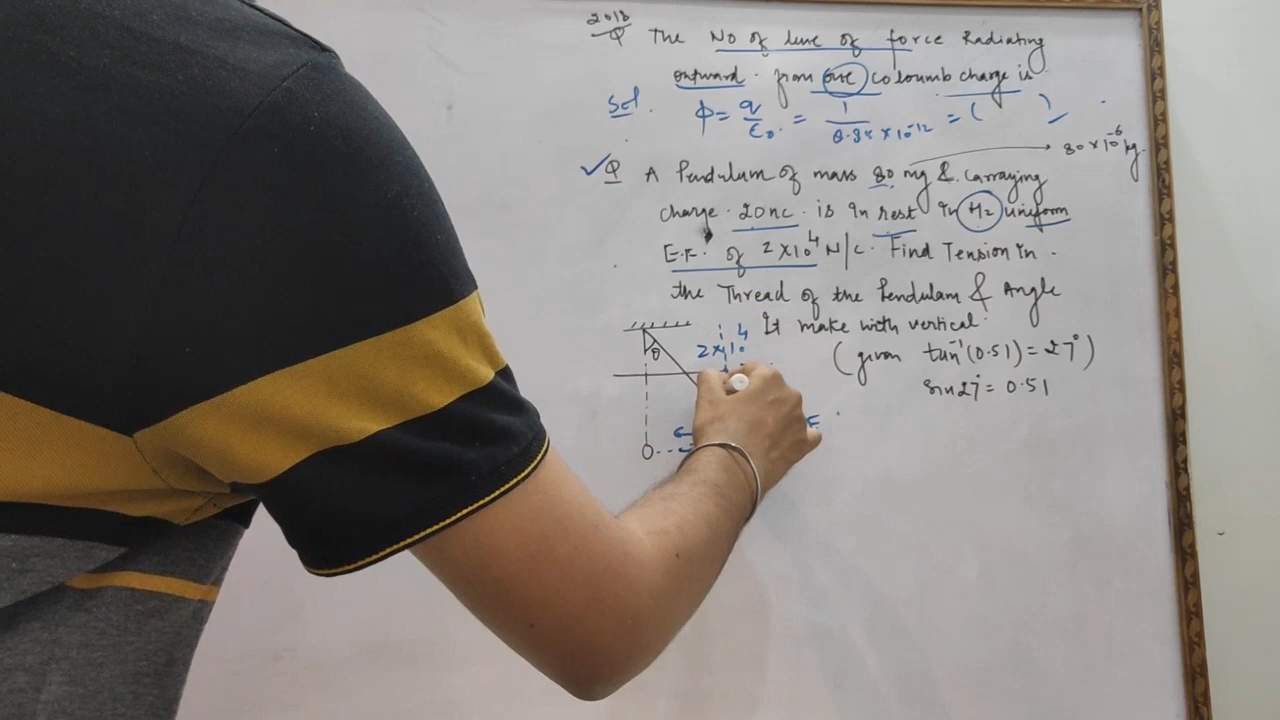 2018
Q The No of line of force Radiating
outward. from one Coloumb charge is
Sol. φ = q/ε₀ = 1/8.85 × 10⁻¹² = ( )
✓Q A Pendulum of mass 80 mg & Carraying → 80 × 10⁻⁶ kg.
charge. 20nc. is in rest in Hz uniform
E.F. of 2×10⁴ N/C. Find Tension in
the Thread of the Pendulam & Angle
It make with vertical.
θ 2×10⁴
(given tan⁻¹(0.51) = 27°)
sin27° = 0.51